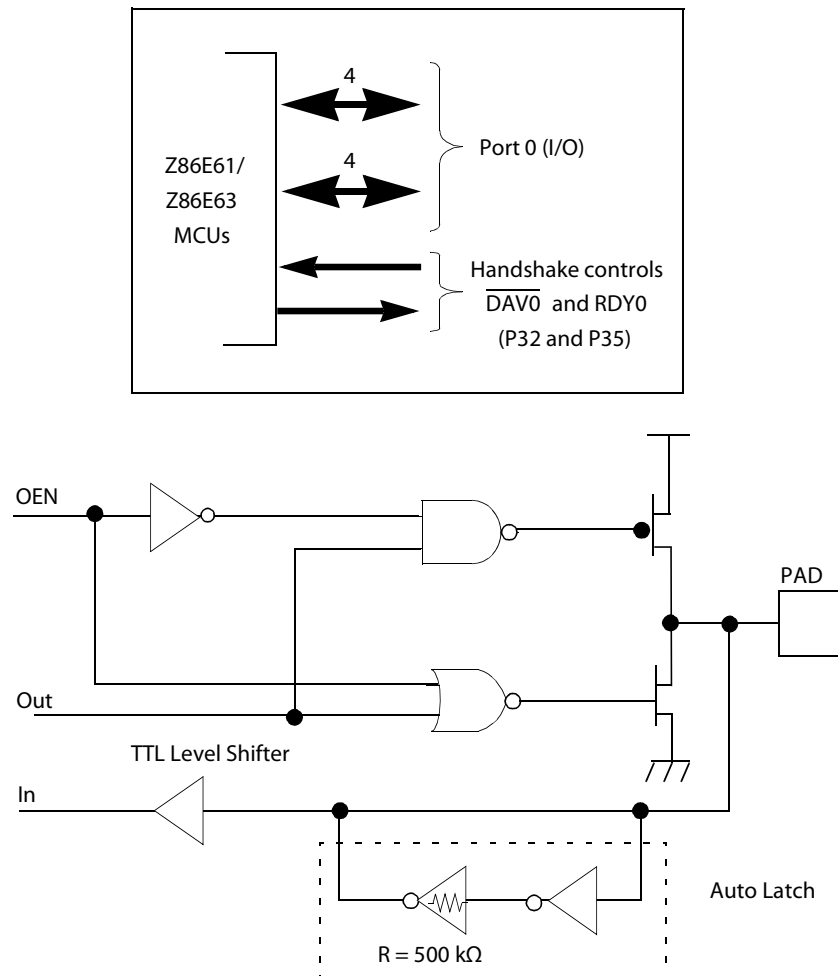 4
4
Port 0 (I/O)
Z86E61/
Z86E63
MCUs
Handshake controls
D̅A̅V̅0̅ and RDY0
(P32 and P35)
OEN
PAD
Out
TTL Level Shifter
In
Auto Latch
R = 500 kΩ